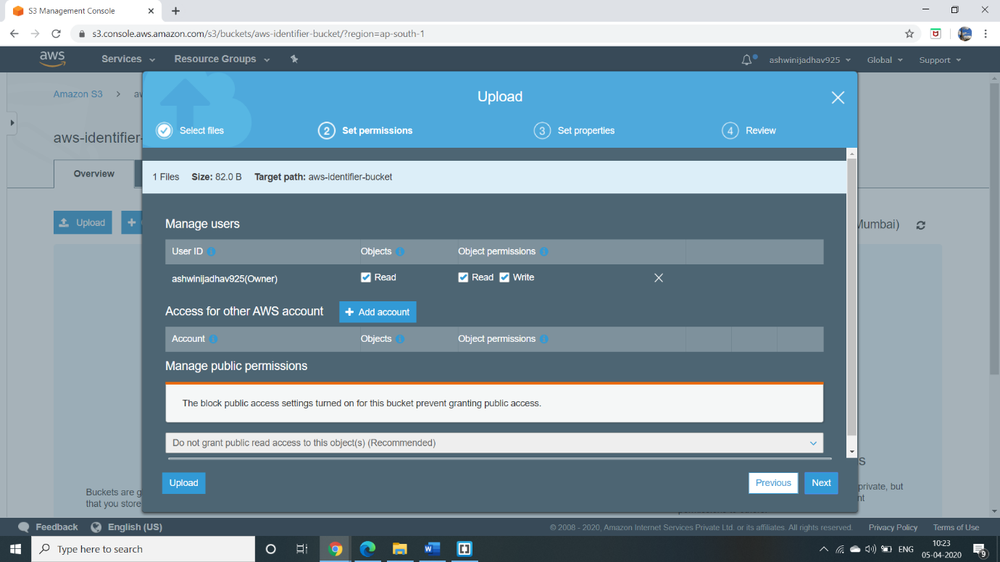 S3 Management Console
s3.console.aws.amazon.com/s3/buckets/aws-identifier-bucket/?region=ap-south-1
aws Services Resource Groups ashwinijadhav925 Global Support
Amazon S3 >
Upload
Select files 2 Set permissions 3 Set properties 4 Review
aws-identifier-
Overview
1 Files Size: 82.0 B Target path: aws-identifier-bucket
Upload
Mumbai)
Manage users
User ID Objects Object permissions
ashwinijadhav925(Owner) Read Read Write
Access for other AWS account + Add account
Account Objects Object permissions
Manage public permissions
The block public access settings turned on for this bucket prevent granting public access.
Do not grant public read access to this object(s) (Recommended)
Upload Previous Next
Buckets are g
that you store
private, but
Feedback English (US) © 2008 - 2020, Amazon Internet Services Private Ltd. or its affiliates. All rights reserved. Privacy Policy Terms of Use
Type here to search
ENG
10:23
05-04-2020
9